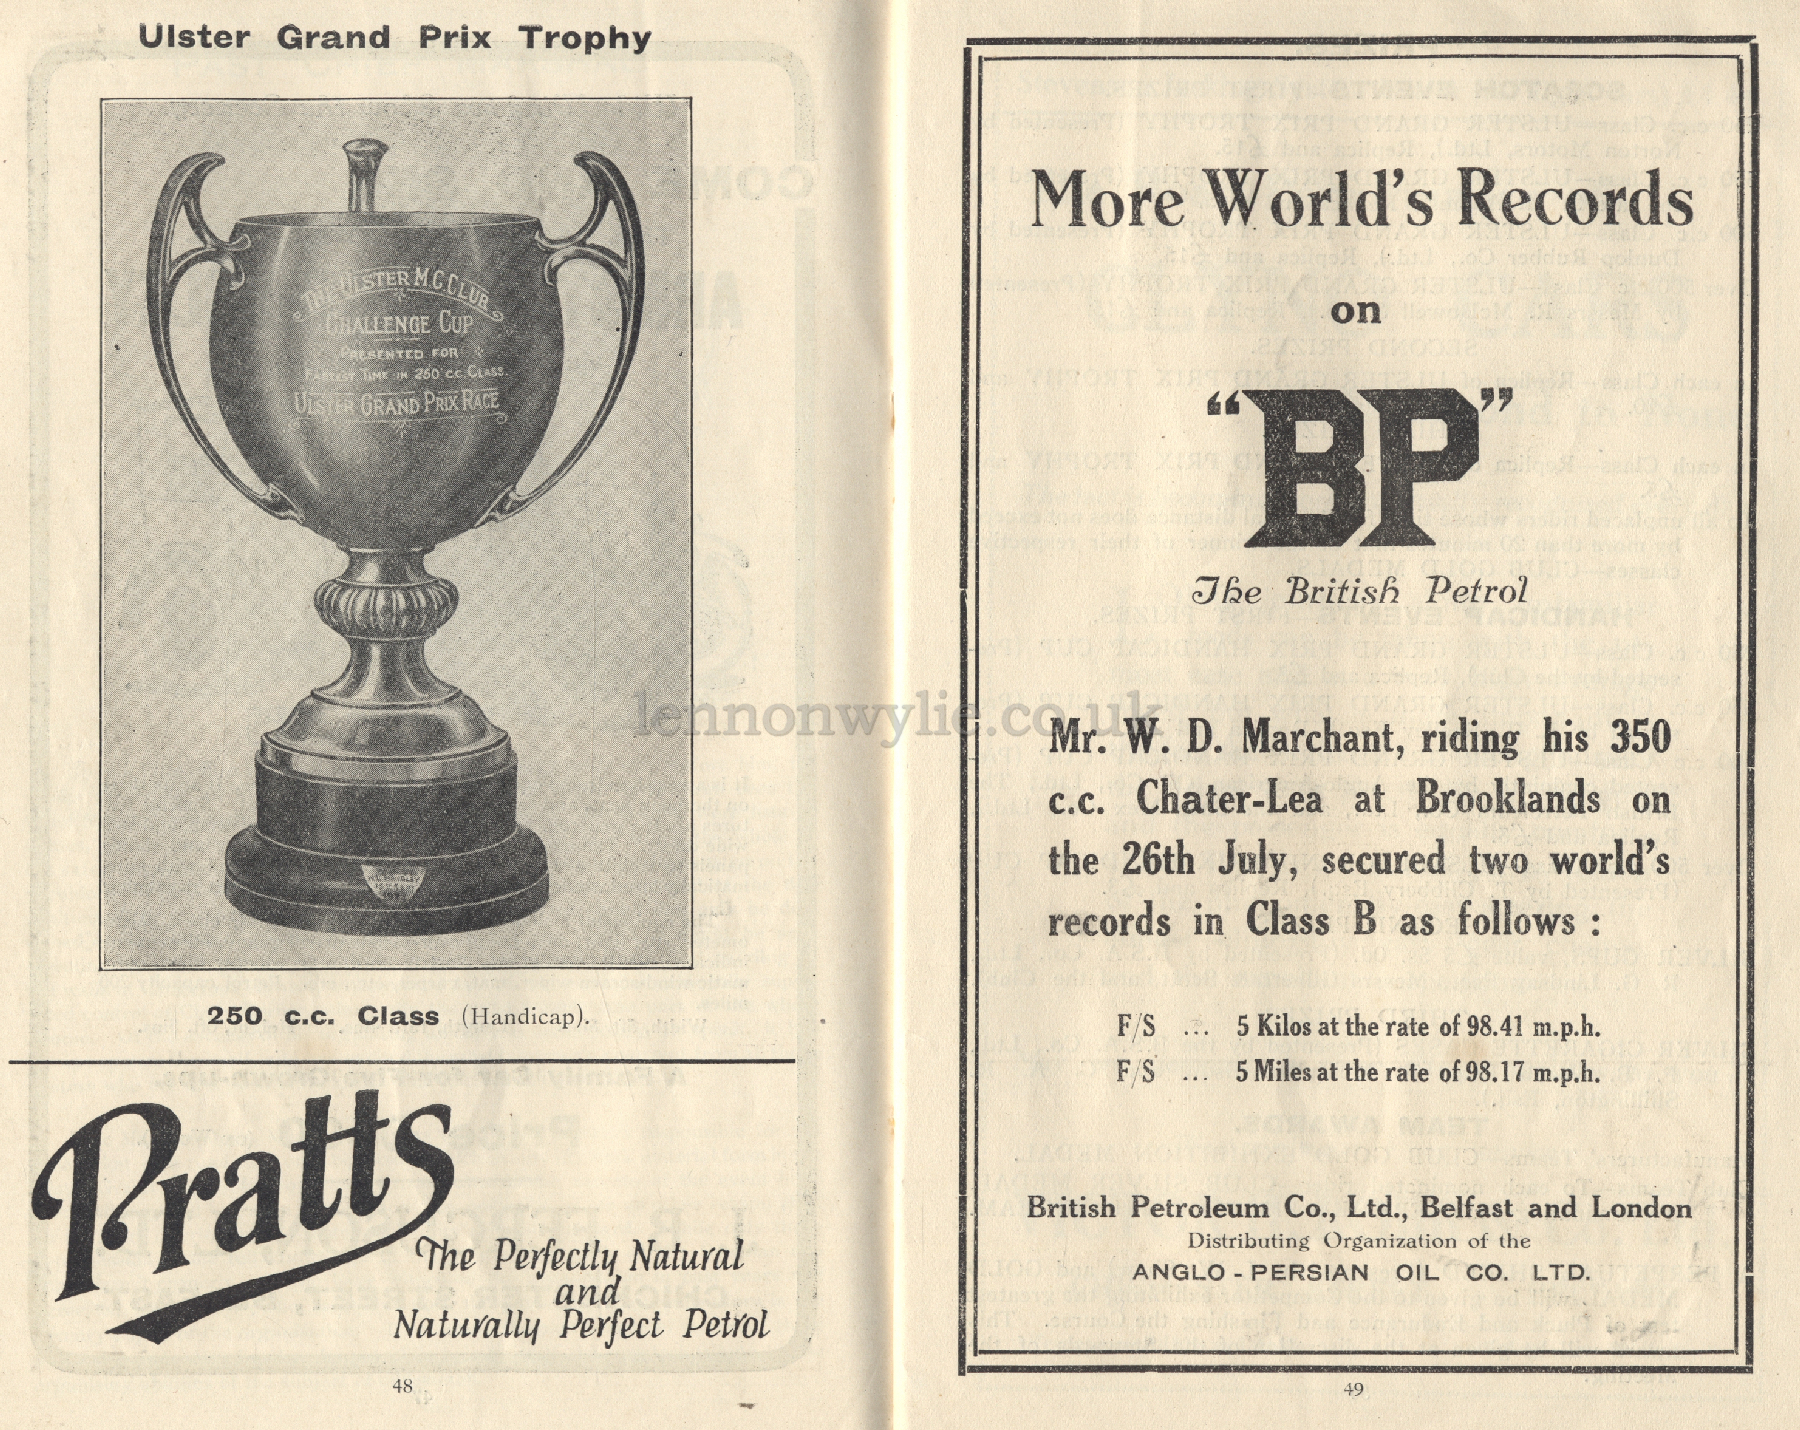 Ulster Grand Prix Trophy
THE ULSTER M.C. CLUB
CHALLENGE CUP
PRESENTED FOR
FASTEST TIME IN 250 C.C. CLASS
ULSTER GRAND PRIX RACE
250 c.c. Class (Handicap).
Pratts
The Perfectly Natural
and
Naturally Perfect Petrol
48
More World's Records
on
"BP"
The British Petrol
lennonwylie.co.uk
Mr. W. D. Marchant, riding his 350
c.c. Chater-Lea at Brooklands on
the 26th July, secured two world's
records in Class B as follows :
F/S ... 5 Kilos at the rate of 98.41 m.p.h.
F/S ... 5 Miles at the rate of 98.17 m.p.h.
British Petroleum Co., Ltd., Belfast and London
Distributing Organization of the
ANGLO-PERSIAN OIL CO. LTD.
49